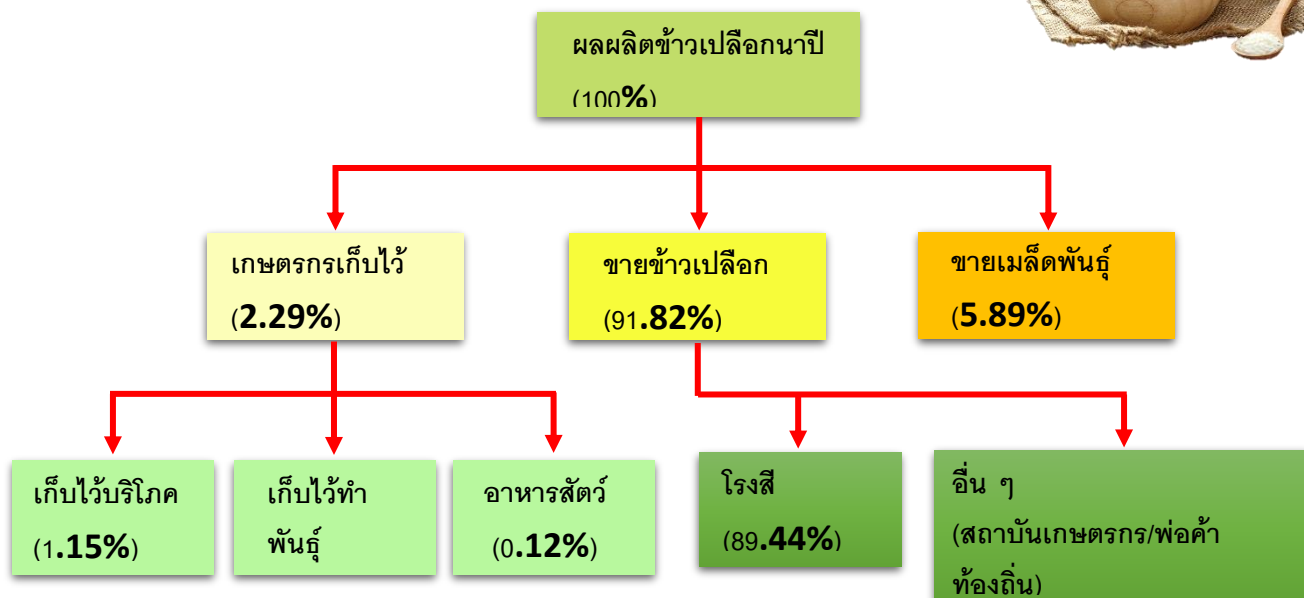 ผลผลิตข้าวเปลือกนาปี
(100%)
เกษตรกรเก็บไว้
(2.29%)
ขายข้าวเปลือก
(91.82%)
ขายเมล็ดพันธุ์
(5.89%)
เก็บไว้บริโภค
(1.15%)
เก็บไว้ทำ
พันธุ์
อาหารสัตว์
(0.12%)
โรงสี
(89.44%)
อื่น ๆ
(สถาบันเกษตรกร/พ่อค้า
ท้องถิ่น)